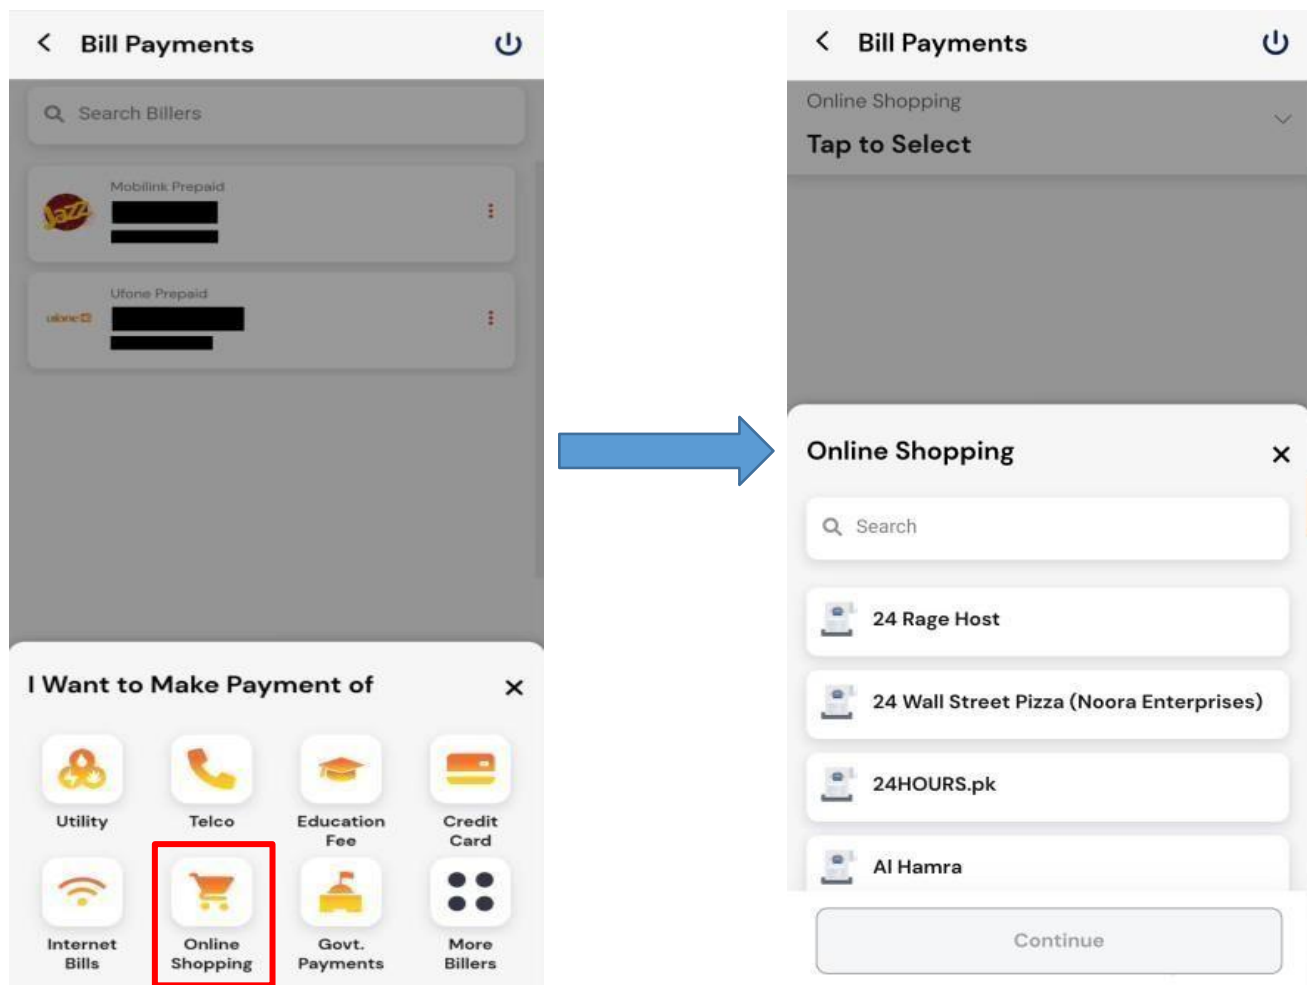 Bill Payments
Search Billers
Mobilink Prepaid
Jazz
Ufone Prepaid
ufone
I Want to Make Payment of
Utility
Telco
Education
Fee
Credit
Card
Internet
Bills
Online
Shopping
Govt.
Payments
More
Billers
Bill Payments
Online Shopping
Tap to Select
Online Shopping
Search
24 Rage Host
24 Wall Street Pizza (Noora Enterprises)
24HOURS.pk
Al Hamra
Continue